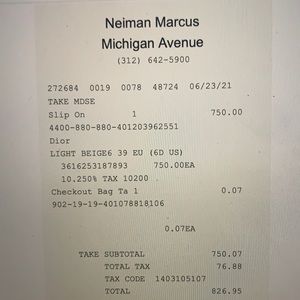 Neiman Marcus
Michigan Avenue
(312) 642-5900
272684 0019 0078 48724 06/23/21
TAKE MDSE
Slip On 1 750.00
4400-880-880-401203962551
Dior
LIGHT BEIGE6 39 EU (6D US)
3616253187893 750.00EA
10.250% TAX 10200
Checkout Bag Ta 1 0.07
902-19-19-401078818106
0.07EA
TAKE SUBTOTAL 750.07
TOTAL TAX 76.88
TAX CODE 1403105107
TOTAL 826.95